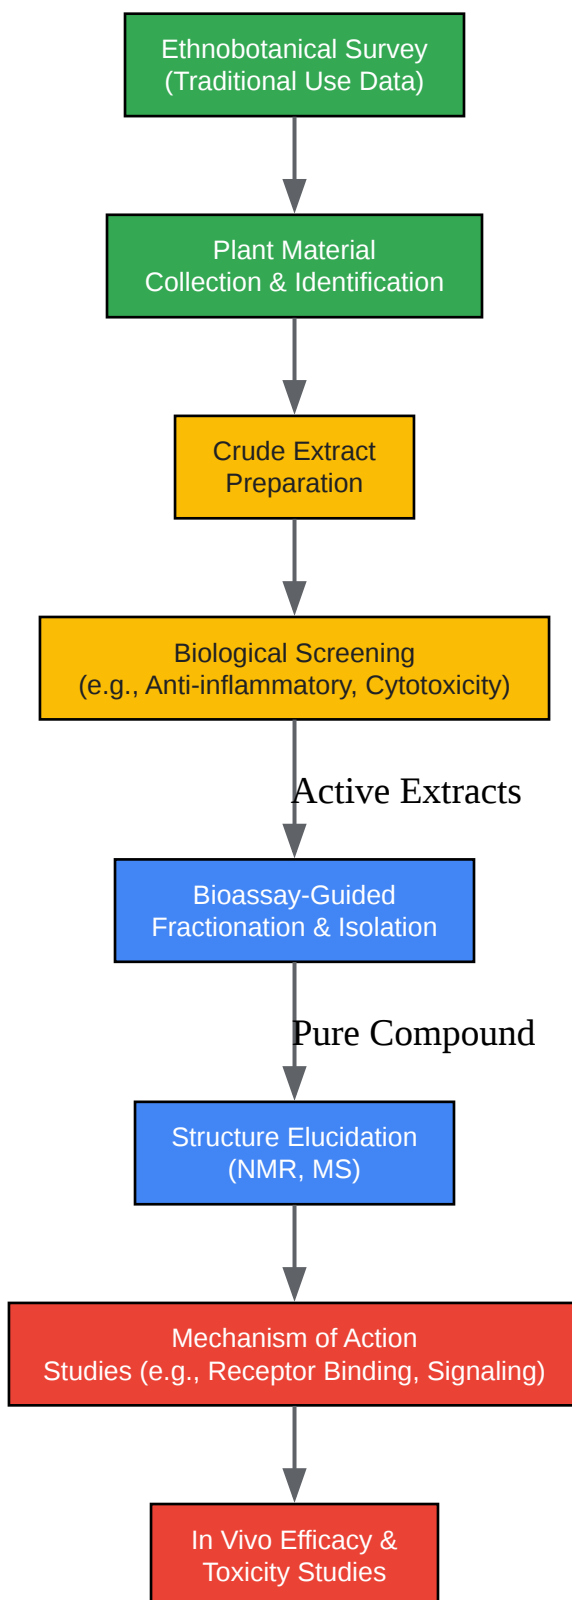 Ethnobotanical Survey
(Traditional Use Data)
Plant Material
Collection & Identification
Crude Extract
Preparation
Biological Screening
(e.g., Anti-inflammatory, Cytotoxicity)
Active Extracts
Bioassay-Guided
Fractionation & Isolation
Pure Compound
Structure Elucidation
(NMR, MS)
Mechanism of Action
Studies (e.g., Receptor Binding, Signaling)
In Vivo Efficacy &
Toxicity Studies